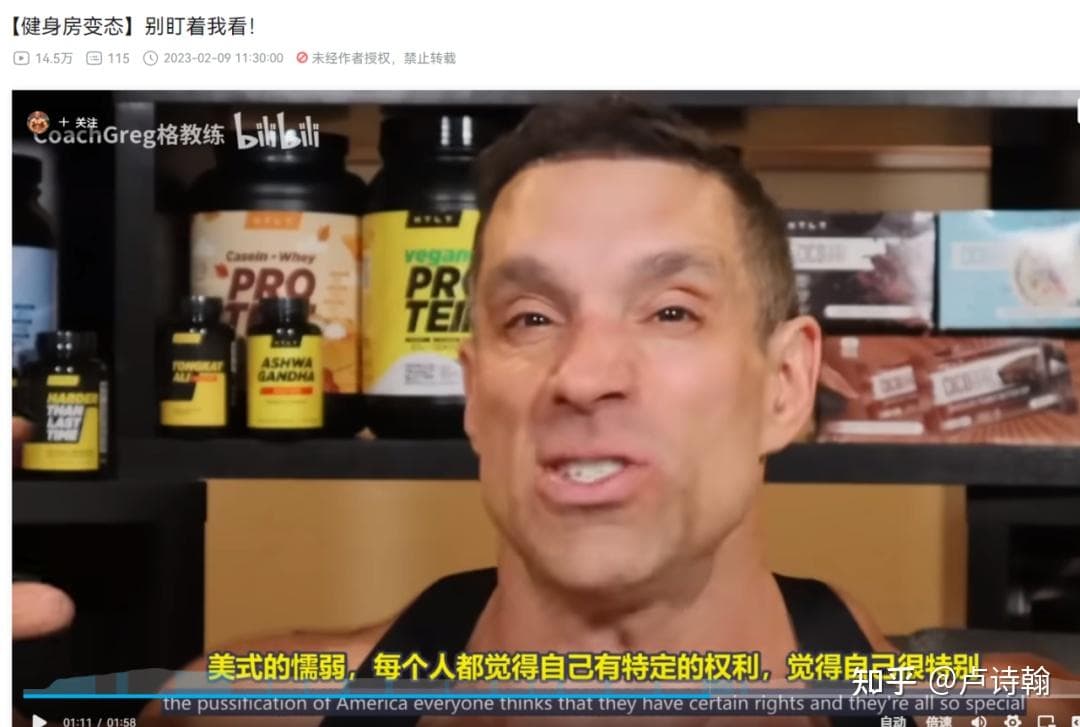 【健身房变态】别盯着我看!
14.5万 115 2023-02-09 11:30:00 未经作者授权，禁止转载
+ 关注
CoachGreg格教练 bilibili
HTLT
HTLT
HTLT
Casein + Whey
PRO
vegan
PRO
TEIN
TONGKAT
ALI
ASHWA
GANDHA
HARDER
THAN
LAST
TIME
美式的懦弱，每个人都觉得自己有特定的权利，觉得自己很特别
知乎 @卢诗翰
the pussification of America everyone thinks that they have certain rights and they're all so special
01:11 / 01:58
自动 倍速